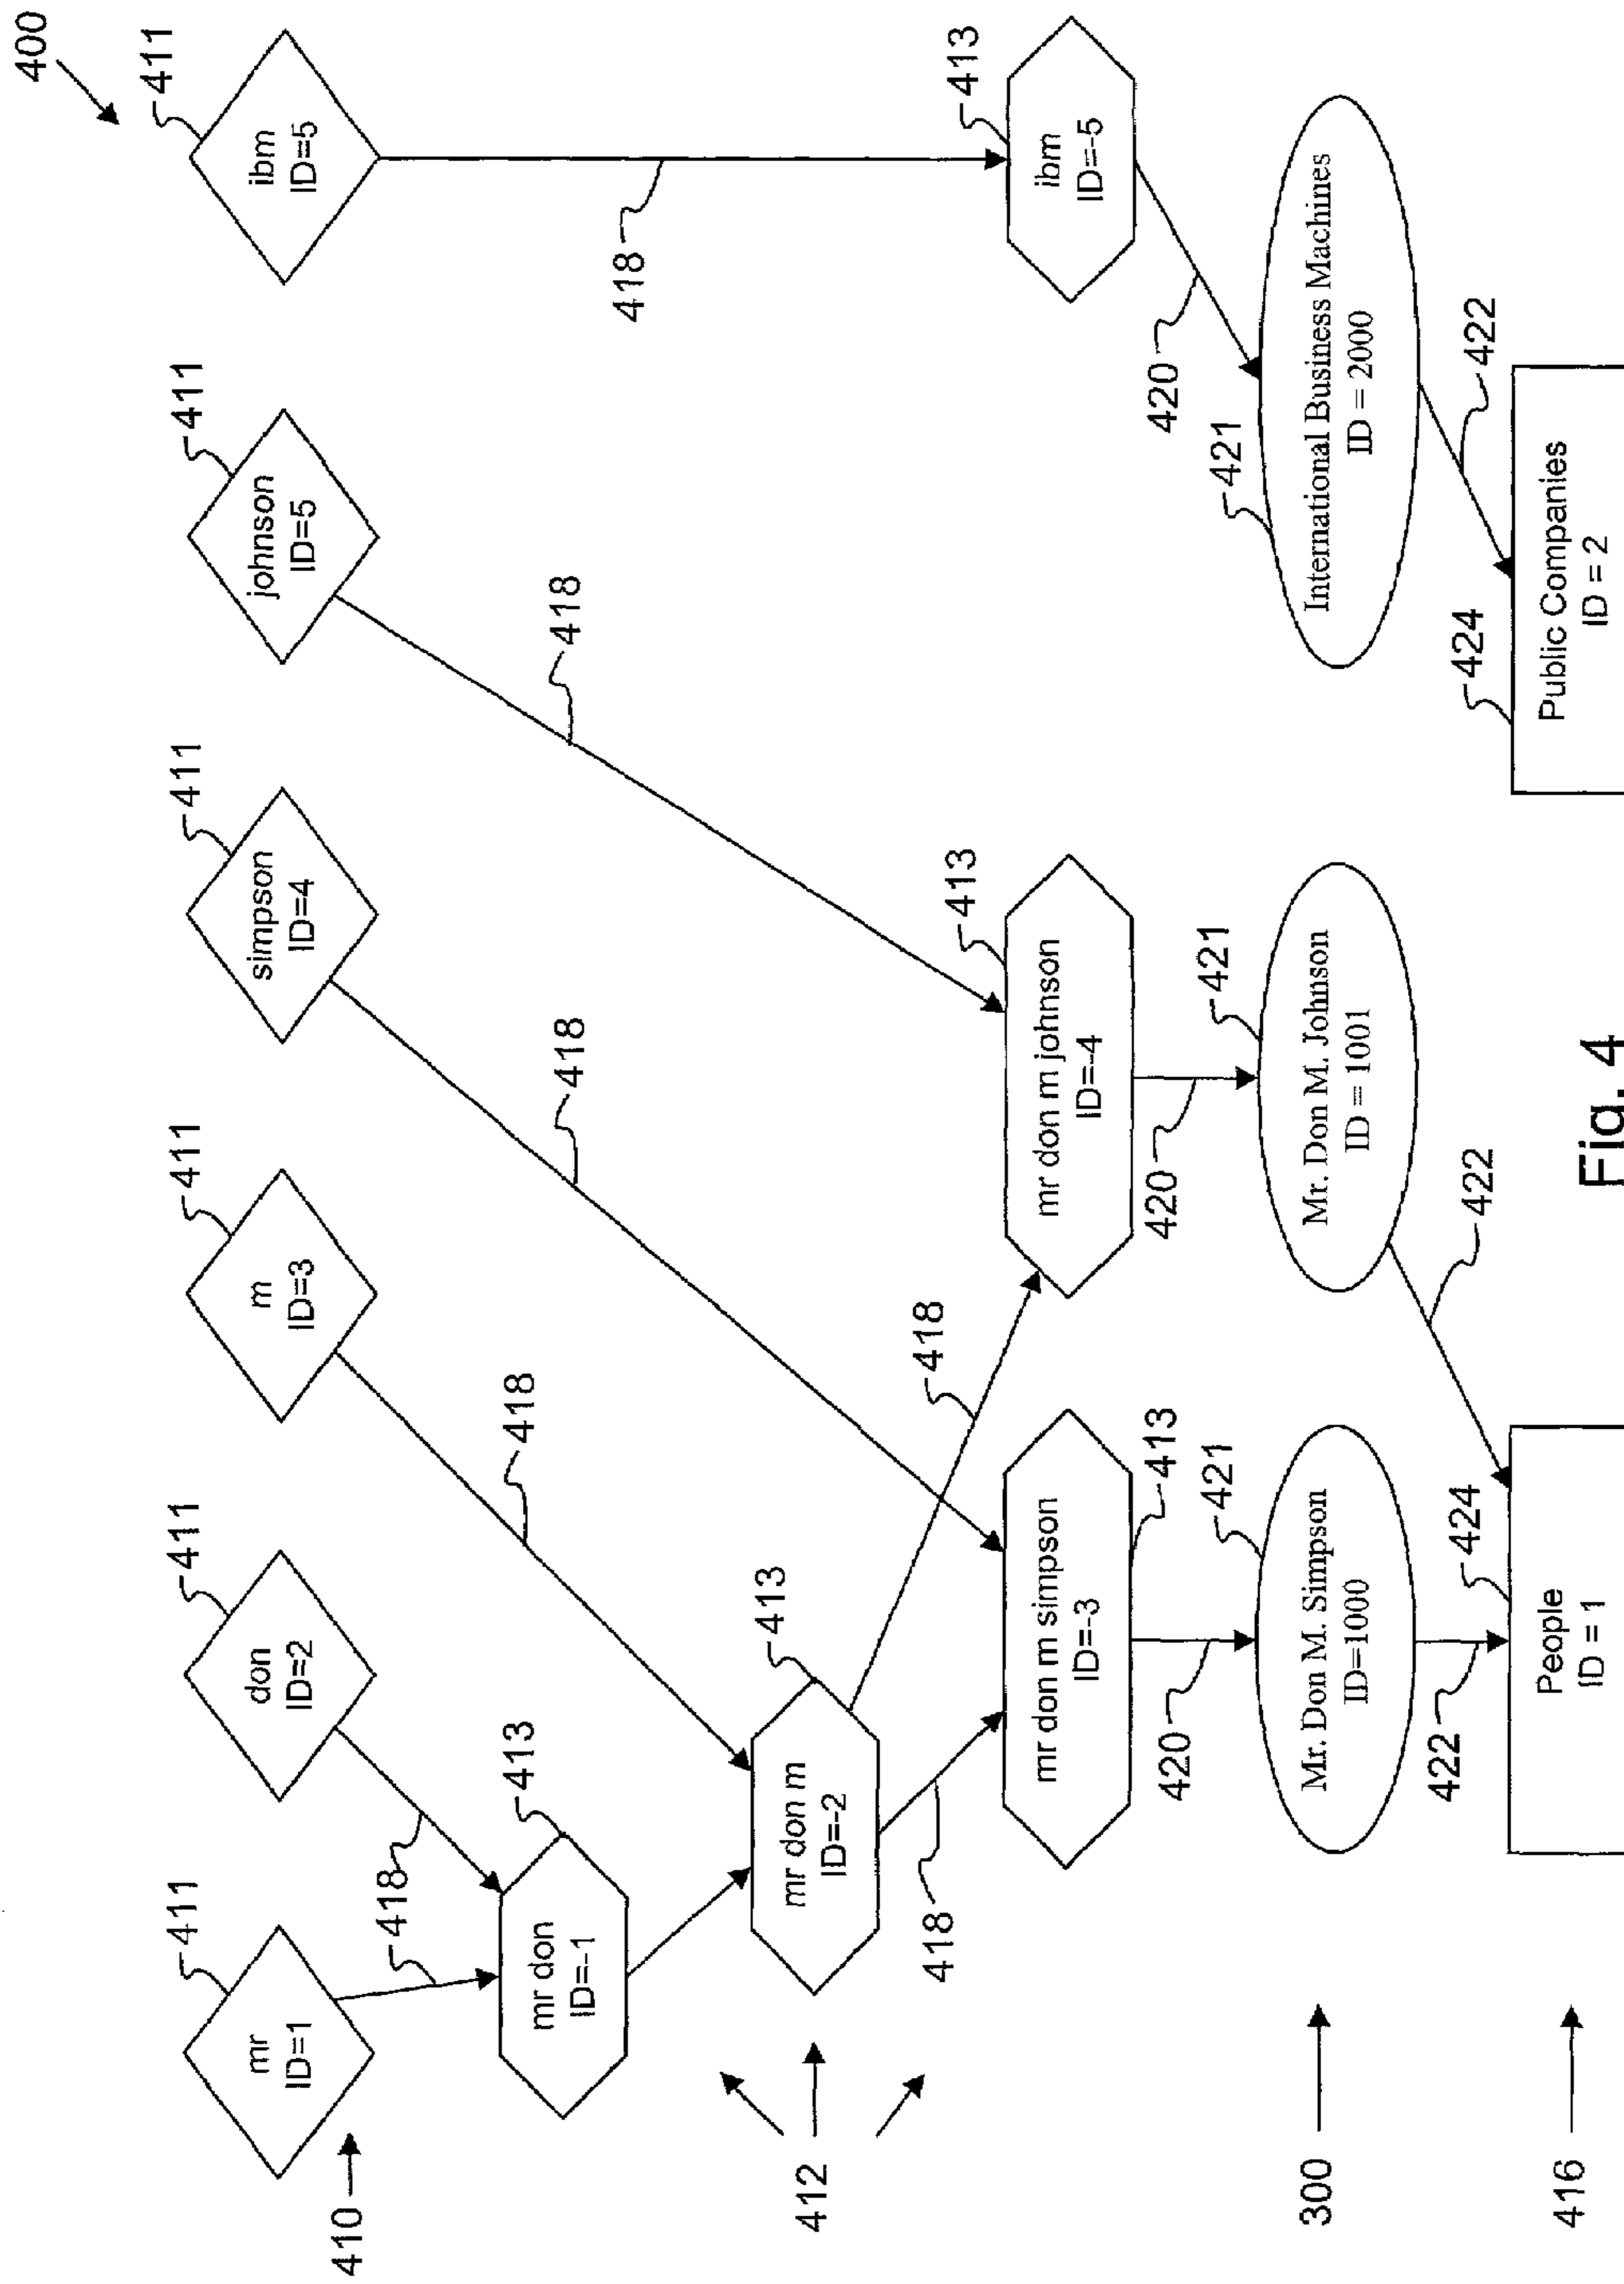 400
411
411
411
411
411
411
mr
ID=1
don
ID=2
m
ID=3
simpson
ID=4
johnson
ID=5
ibm
ID=5
410
418
418
418
418
418
418
413
mr don
ID=-1
413
mr don m
ID=-2
412
418
418
413
mr don m simpson
ID=-3
413
mr don m johnson
ID=-4
413
ibm
ID=-5
420
420
420
421
421
421
300
Mr. Don M. Simpson
ID=1000
Mr. Don M. Johnson
ID = 1001
International Business Machines
ID = 2000
422
422
422
424
424
416
People
ID = 1
Public Companies
ID = 2
Fig. 4